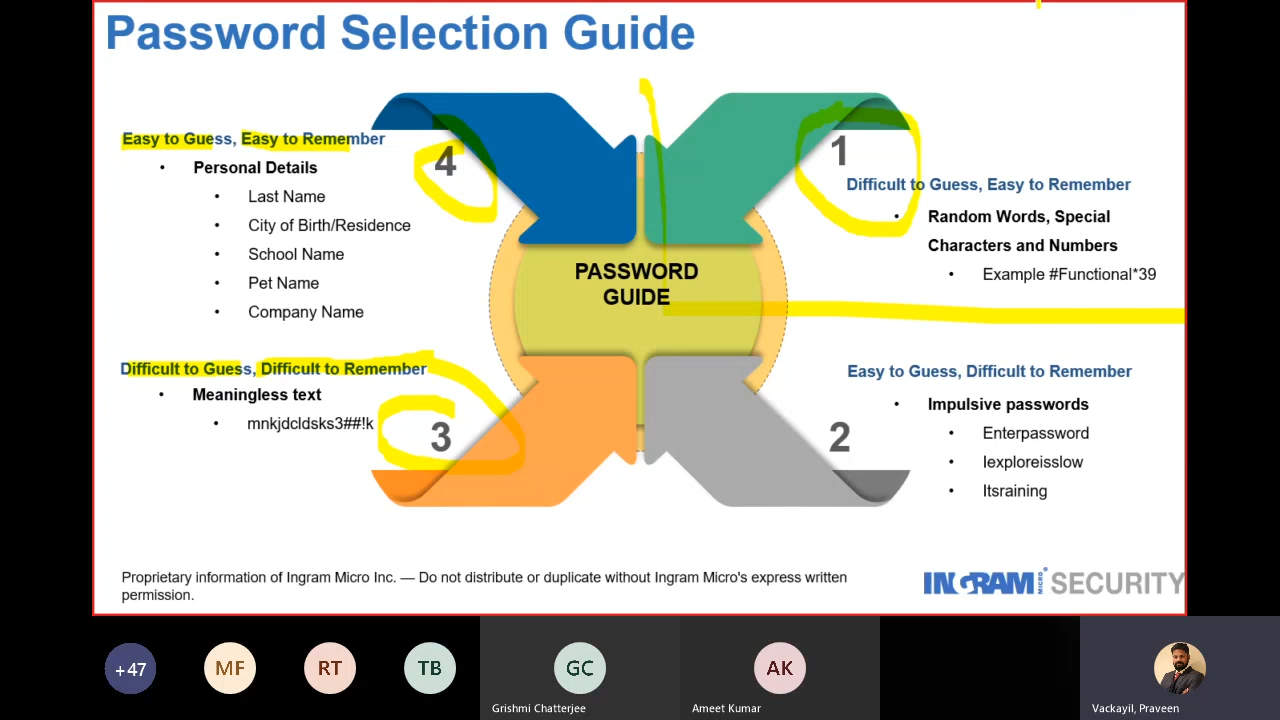 Password Selection Guide
Easy to Guess, Easy to Remember
• Personal Details
• Last Name
• City of Birth/Residence
• School Name
• Pet Name
• Company Name
4
1
Difficult to Guess, Easy to Remember
• Random Words, Special
Characters and Numbers
• Example #Functional*39
PASSWORD
GUIDE
Difficult to Guess, Difficult to Remember
• Meaningless text
• mnkjdcldsks3##!k
3
2
Easy to Guess, Difficult to Remember
• Impulsive passwords
• Enterpassword
• Iexploreisslow
• Itsraining
Proprietary information of Ingram Micro Inc. — Do not distribute or duplicate without Ingram Micro's express written
permission.
INGRAM MICRO SECURITY
+47
MF
RT
TB
GC
AK
Grishmi Chatterjee
Ameet Kumar
Vackayil, Praveen